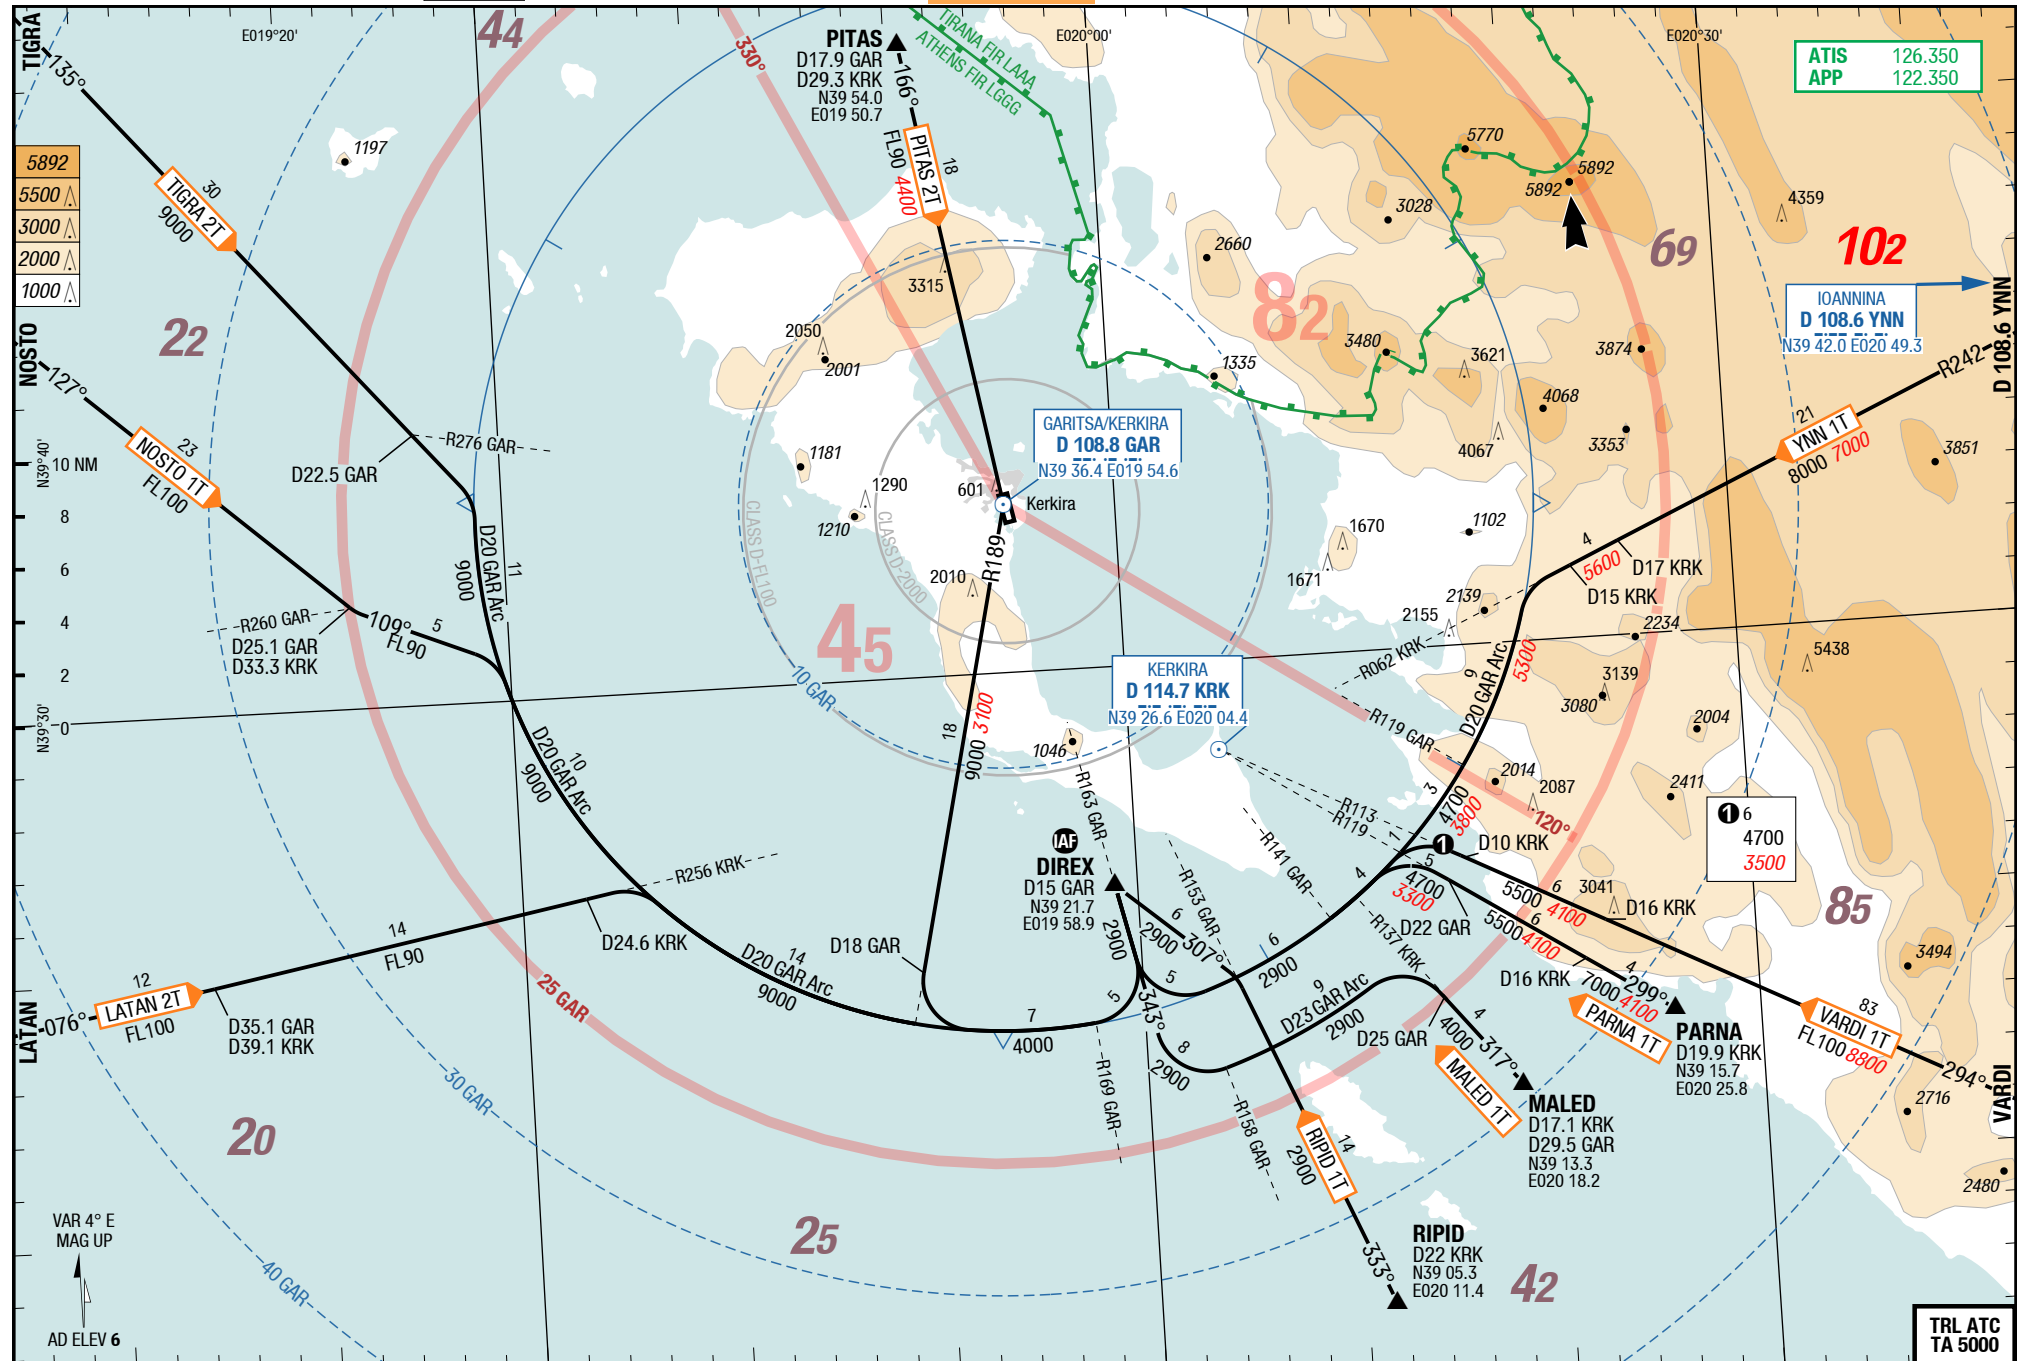 TIGRA
135°
E019°20'
44
330°
PITAS
D17.9 GAR
D29.3 KRK
N39 54.0
E019 50.7
166°
TIRANA FIR LAAA
ATHENS FIR LGGG
E020°00'
E020°30'
ATIS 126.350
APP 122.350
5892
5500
3000
2000
1000
1197
30
TIGRA 2T
9000
18
PITAS 2T
FL90 4400
5770
5892
5892
4359
3028
69
102
2660
82
3315
22
IOANNINA
D 108.6 YNN
N39 42.0 E020 49.3
D 108.6 YNN
R242
NOSTO
127°
2050
2001
3480
3621
3874
1335
4068
4067
3353
21
YNN 1T
8000 7000
3851
GARITSA/KERKIRA
D 108.8 GAR
N39 36.4 E019 54.6
Kerkira
601
R276 GAR
D22.5 GAR
23
NOSTO 1T
FL100
N39°40'
10 NM
8
6
4
2
0
N39°30'
1181
1290
1210
CLASS D-FL100
CLASS D-2000
R189
1670
1671
1102
4
5600
D17 KRK
D15 KRK
D20 GAR Arc
11
9000
2010
2139
2155
2234
R260 GAR
D25.1 GAR
D33.3 KRK
109°
5
FL90
45
10 GAR
R062 KRK
5300
9
D20 GAR Arc
3139
3080
5438
KERKIRA
D 114.7 KRK
N39 26.6 E020 04.4
R119 GAR
2004
18
9000 3100
1046
10
D20 GAR Arc
9000
2014
2087
2411
3
4700
3800
120°
R163 GAR
R113
R119
1
1
D10 KRK
1 6
4700
3500
IAF
DIREX
D15 GAR
N39 21.7
E019 58.9
R256 KRK
R153 GAR
R141 GAR
R137 KRK
4
5
4700
3300
D22 GAR
5500 6 4100
3041
D16 KRK
85
5500 6 4100
14
FL90
D24.6 KRK
D18 GAR
14
D20 GAR Arc
9000
2900
6
2900 307°
6
2900
5
343°
D16 KRK
4
299°
7000 4100
3494
LATAN
076°
12
LATAN 2T
FL100
D35.1 GAR
D39.1 KRK
25 GAR
7
4000
5
8
2900
9
D23 GAR Arc
2900
D25 GAR
4
4000 317°
MALED 1T
PARNA 1T
PARNA
D19.9 KRK
N39 15.7
E020 25.8
83
VARDI 1T
FL100 8800
294°
VARDI
2716
30 GAR
R169 GAR
R158 GAR
MALED
D17.1 KRK
D29.5 GAR
N39 13.3
E020 18.2
20
14
RIPID 1T
2900
2480
VAR 4° E
MAG UP
AD ELEV 6
40 GAR
25
333°
RIPID
D22 KRK
N39 05.3
E020 11.4
42
TRL ATC
TA 5000